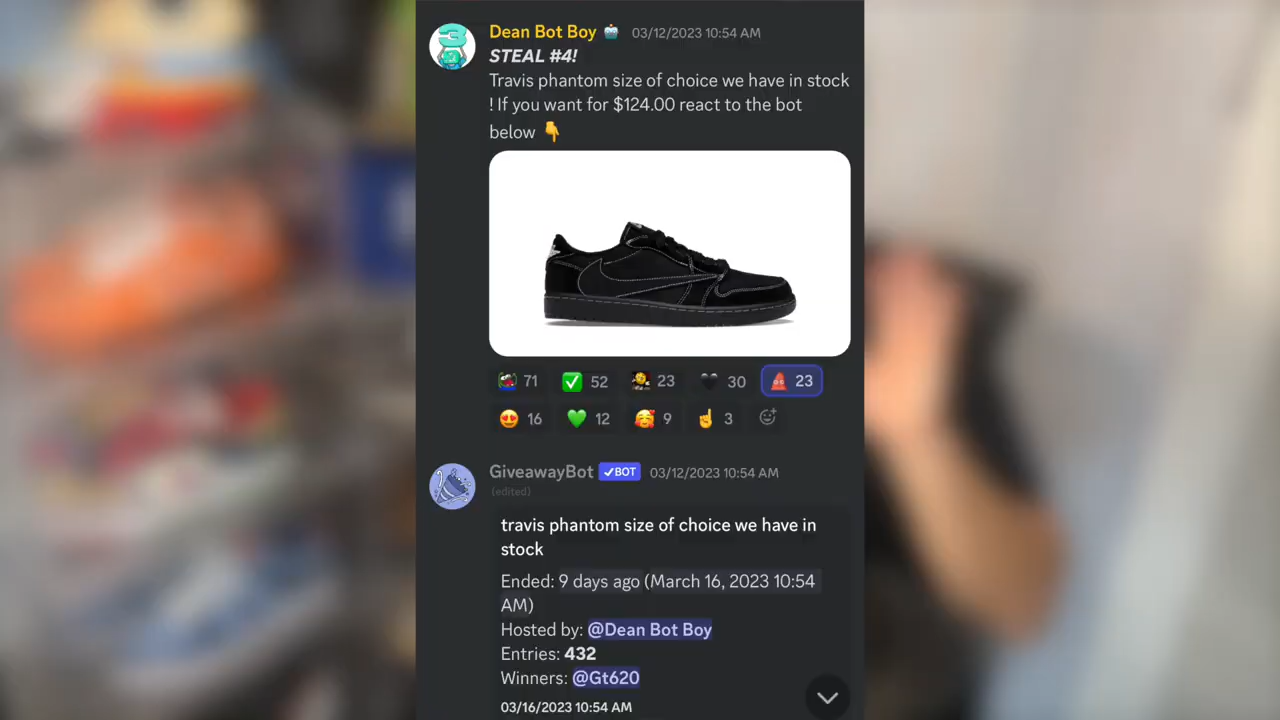 Dean Bot Boy 03/12/2023 10:54 AM
STEAL #4!
Travis phantom size of choice we have in stock
! If you want for $124.00 react to the bot
below 👇
71 52 23 30 23
16 12 9 3
GiveawayBot ✓BOT 03/12/2023 10:54 AM
(edited)
travis phantom size of choice we have in
stock
Ended: 9 days ago (March 16, 2023 10:54
AM)
Hosted by: @Dean Bot Boy
Entries: 432
Winners: @Gt620
03/16/2023 10:54 AM